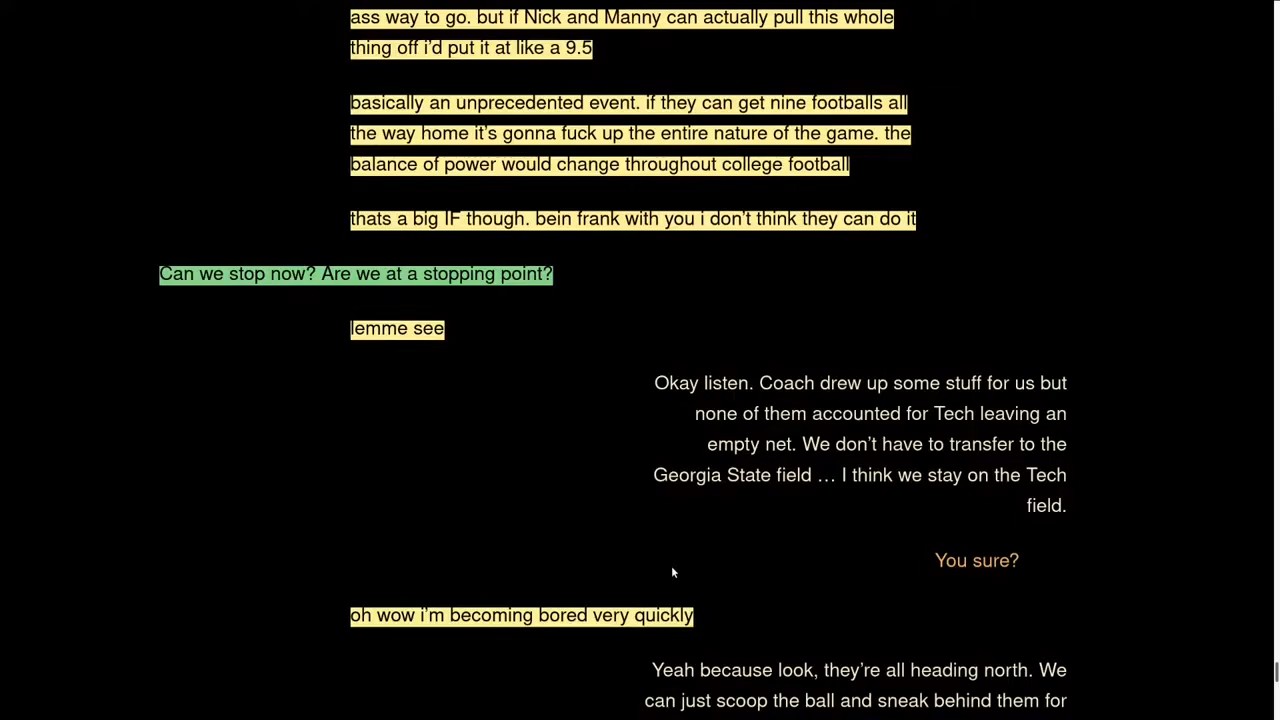 ass way to go. but if Nick and Manny can actually pull this whole
thing off i’d put it at like a 9.5
basically an unprecedented event. if they can get nine footballs all
the way home it’s gonna fuck up the entire nature of the game. the
balance of power would change throughout college football
thats a big IF though. bein frank with you i don’t think they can do it
Can we stop now? Are we at a stopping point?
lemme see
Okay listen. Coach drew up some stuff for us but
none of them accounted for Tech leaving an
empty net. We don’t have to transfer to the
Georgia State field … I think we stay on the Tech
field.
You sure?
oh wow i’m becoming bored very quickly
Yeah because look, they’re all heading north. We
can just scoop the ball and sneak behind them for